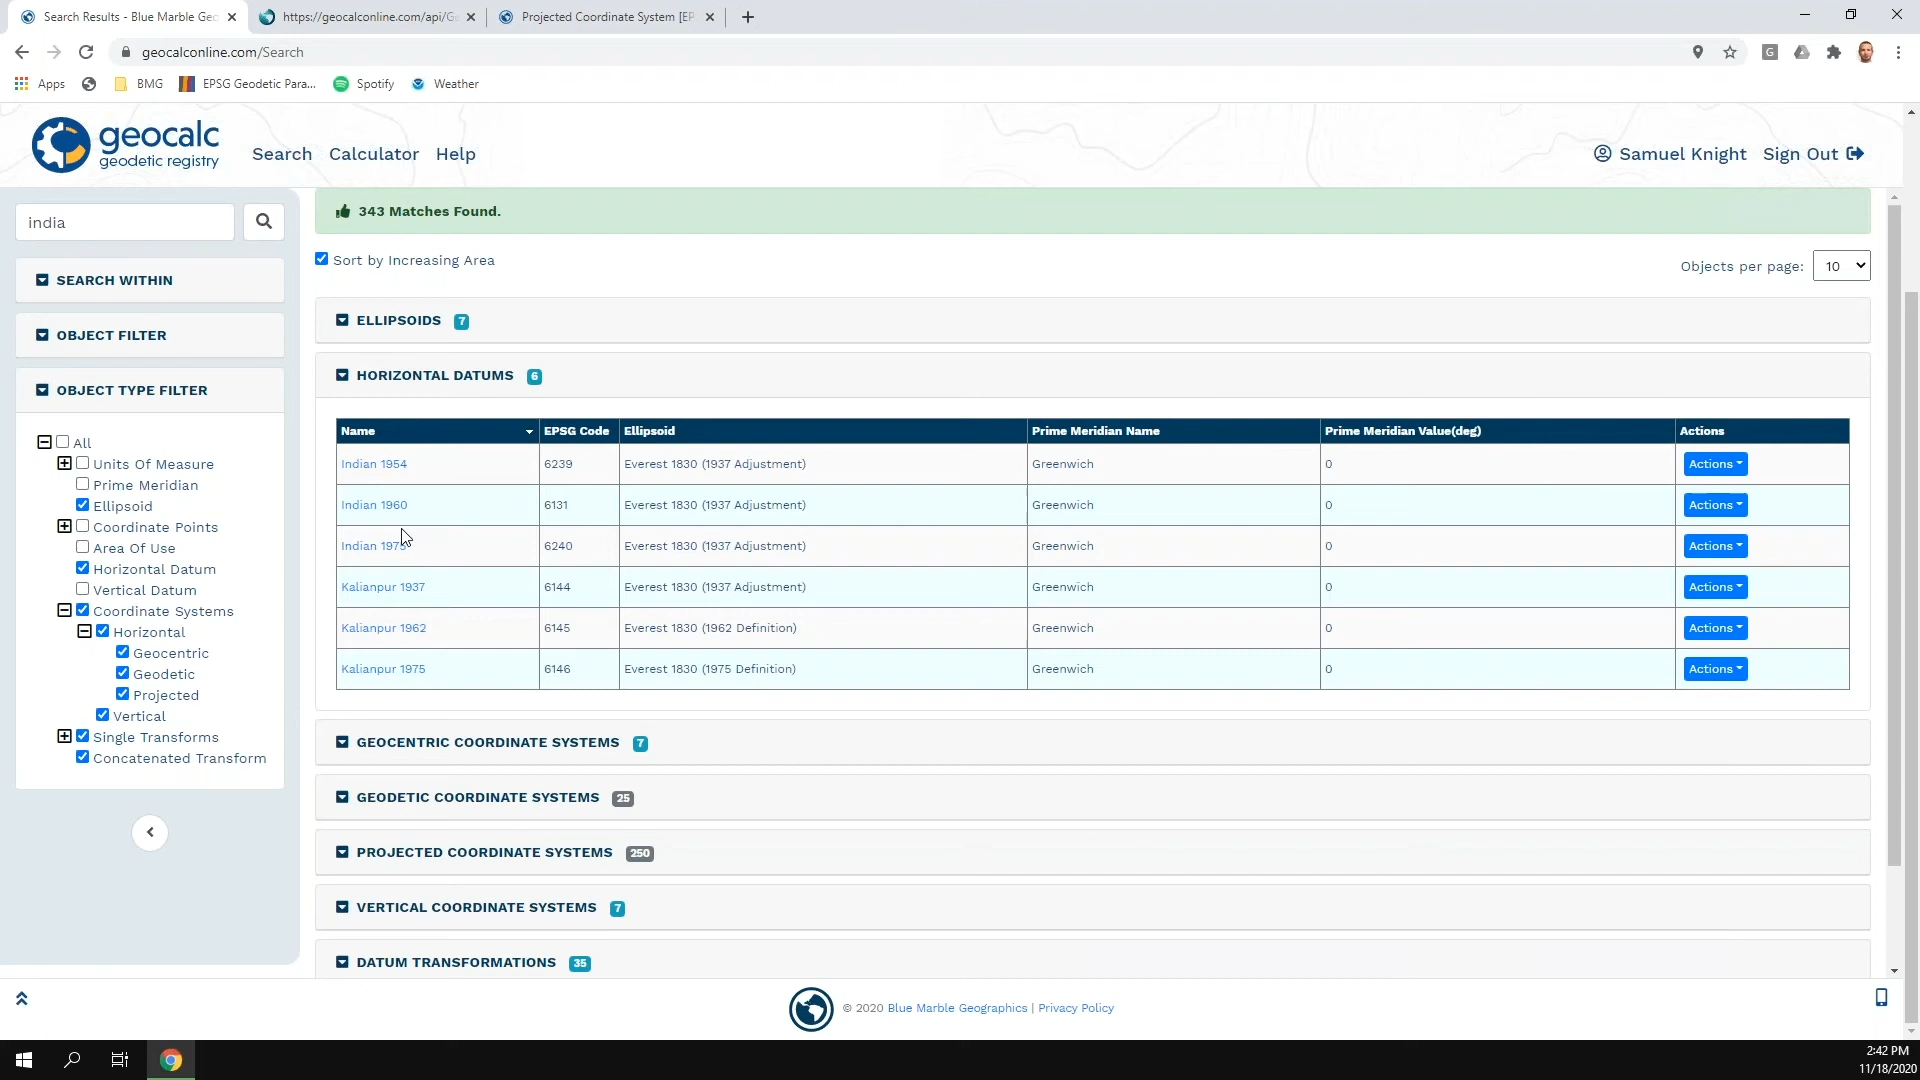 Search Results - Blue Marble Geo
https://geocalconline.com/api/G
Projected Coordinate System [EP
geocalconline.com/Search
Apps
BMG
EPSG Geodetic Para...
Spotify
Weather
geocalc
geodetic registry
Search Calculator Help
Samuel Knight Sign Out
india
SEARCH WITHIN
OBJECT FILTER
OBJECT TYPE FILTER
All
Units Of Measure
Prime Meridian
Ellipsoid
Coordinate Points
Area Of Use
Horizontal Datum
Vertical Datum
Coordinate Systems
Horizontal
Geocentric
Geodetic
Projected
Vertical
Single Transforms
Concatenated Transform
343 Matches Found.
Sort by Increasing Area
Objects per page: 10
ELLIPSOIDS 7
HORIZONTAL DATUMS 6
Name EPSG Code Ellipsoid Prime Meridian Name Prime Meridian Value(deg) Actions
Indian 1954 6239 Everest 1830 (1937 Adjustment) Greenwich 0 Actions
Indian 1960 6131 Everest 1830 (1937 Adjustment) Greenwich 0 Actions
Indian 1975 6240 Everest 1830 (1937 Adjustment) Greenwich 0 Actions
Kalianpur 1937 6144 Everest 1830 (1937 Adjustment) Greenwich 0 Actions
Kalianpur 1962 6145 Everest 1830 (1962 Definition) Greenwich 0 Actions
Kalianpur 1975 6146 Everest 1830 (1975 Definition) Greenwich 0 Actions
GEOCENTRIC COORDINATE SYSTEMS 7
GEODETIC COORDINATE SYSTEMS 25
PROJECTED COORDINATE SYSTEMS 250
VERTICAL COORDINATE SYSTEMS 7
DATUM TRANSFORMATIONS 35
© 2020 Blue Marble Geographics | Privacy Policy
2:42 PM
11/18/2020